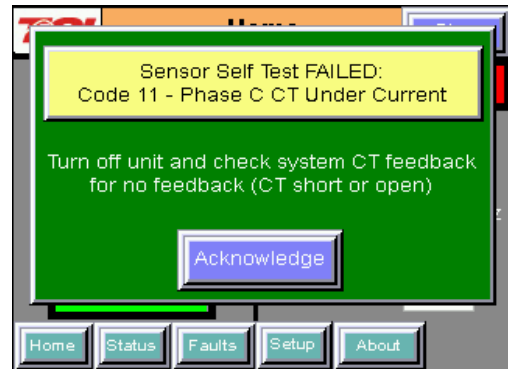 Sensor Self Test FAILED:
Code 11 - Phase C CT Under Current
Turn off unit and check system CT feedback
for no feedback (CT short or open)
Acknowledge
Home
Status
Faults
Setup
About